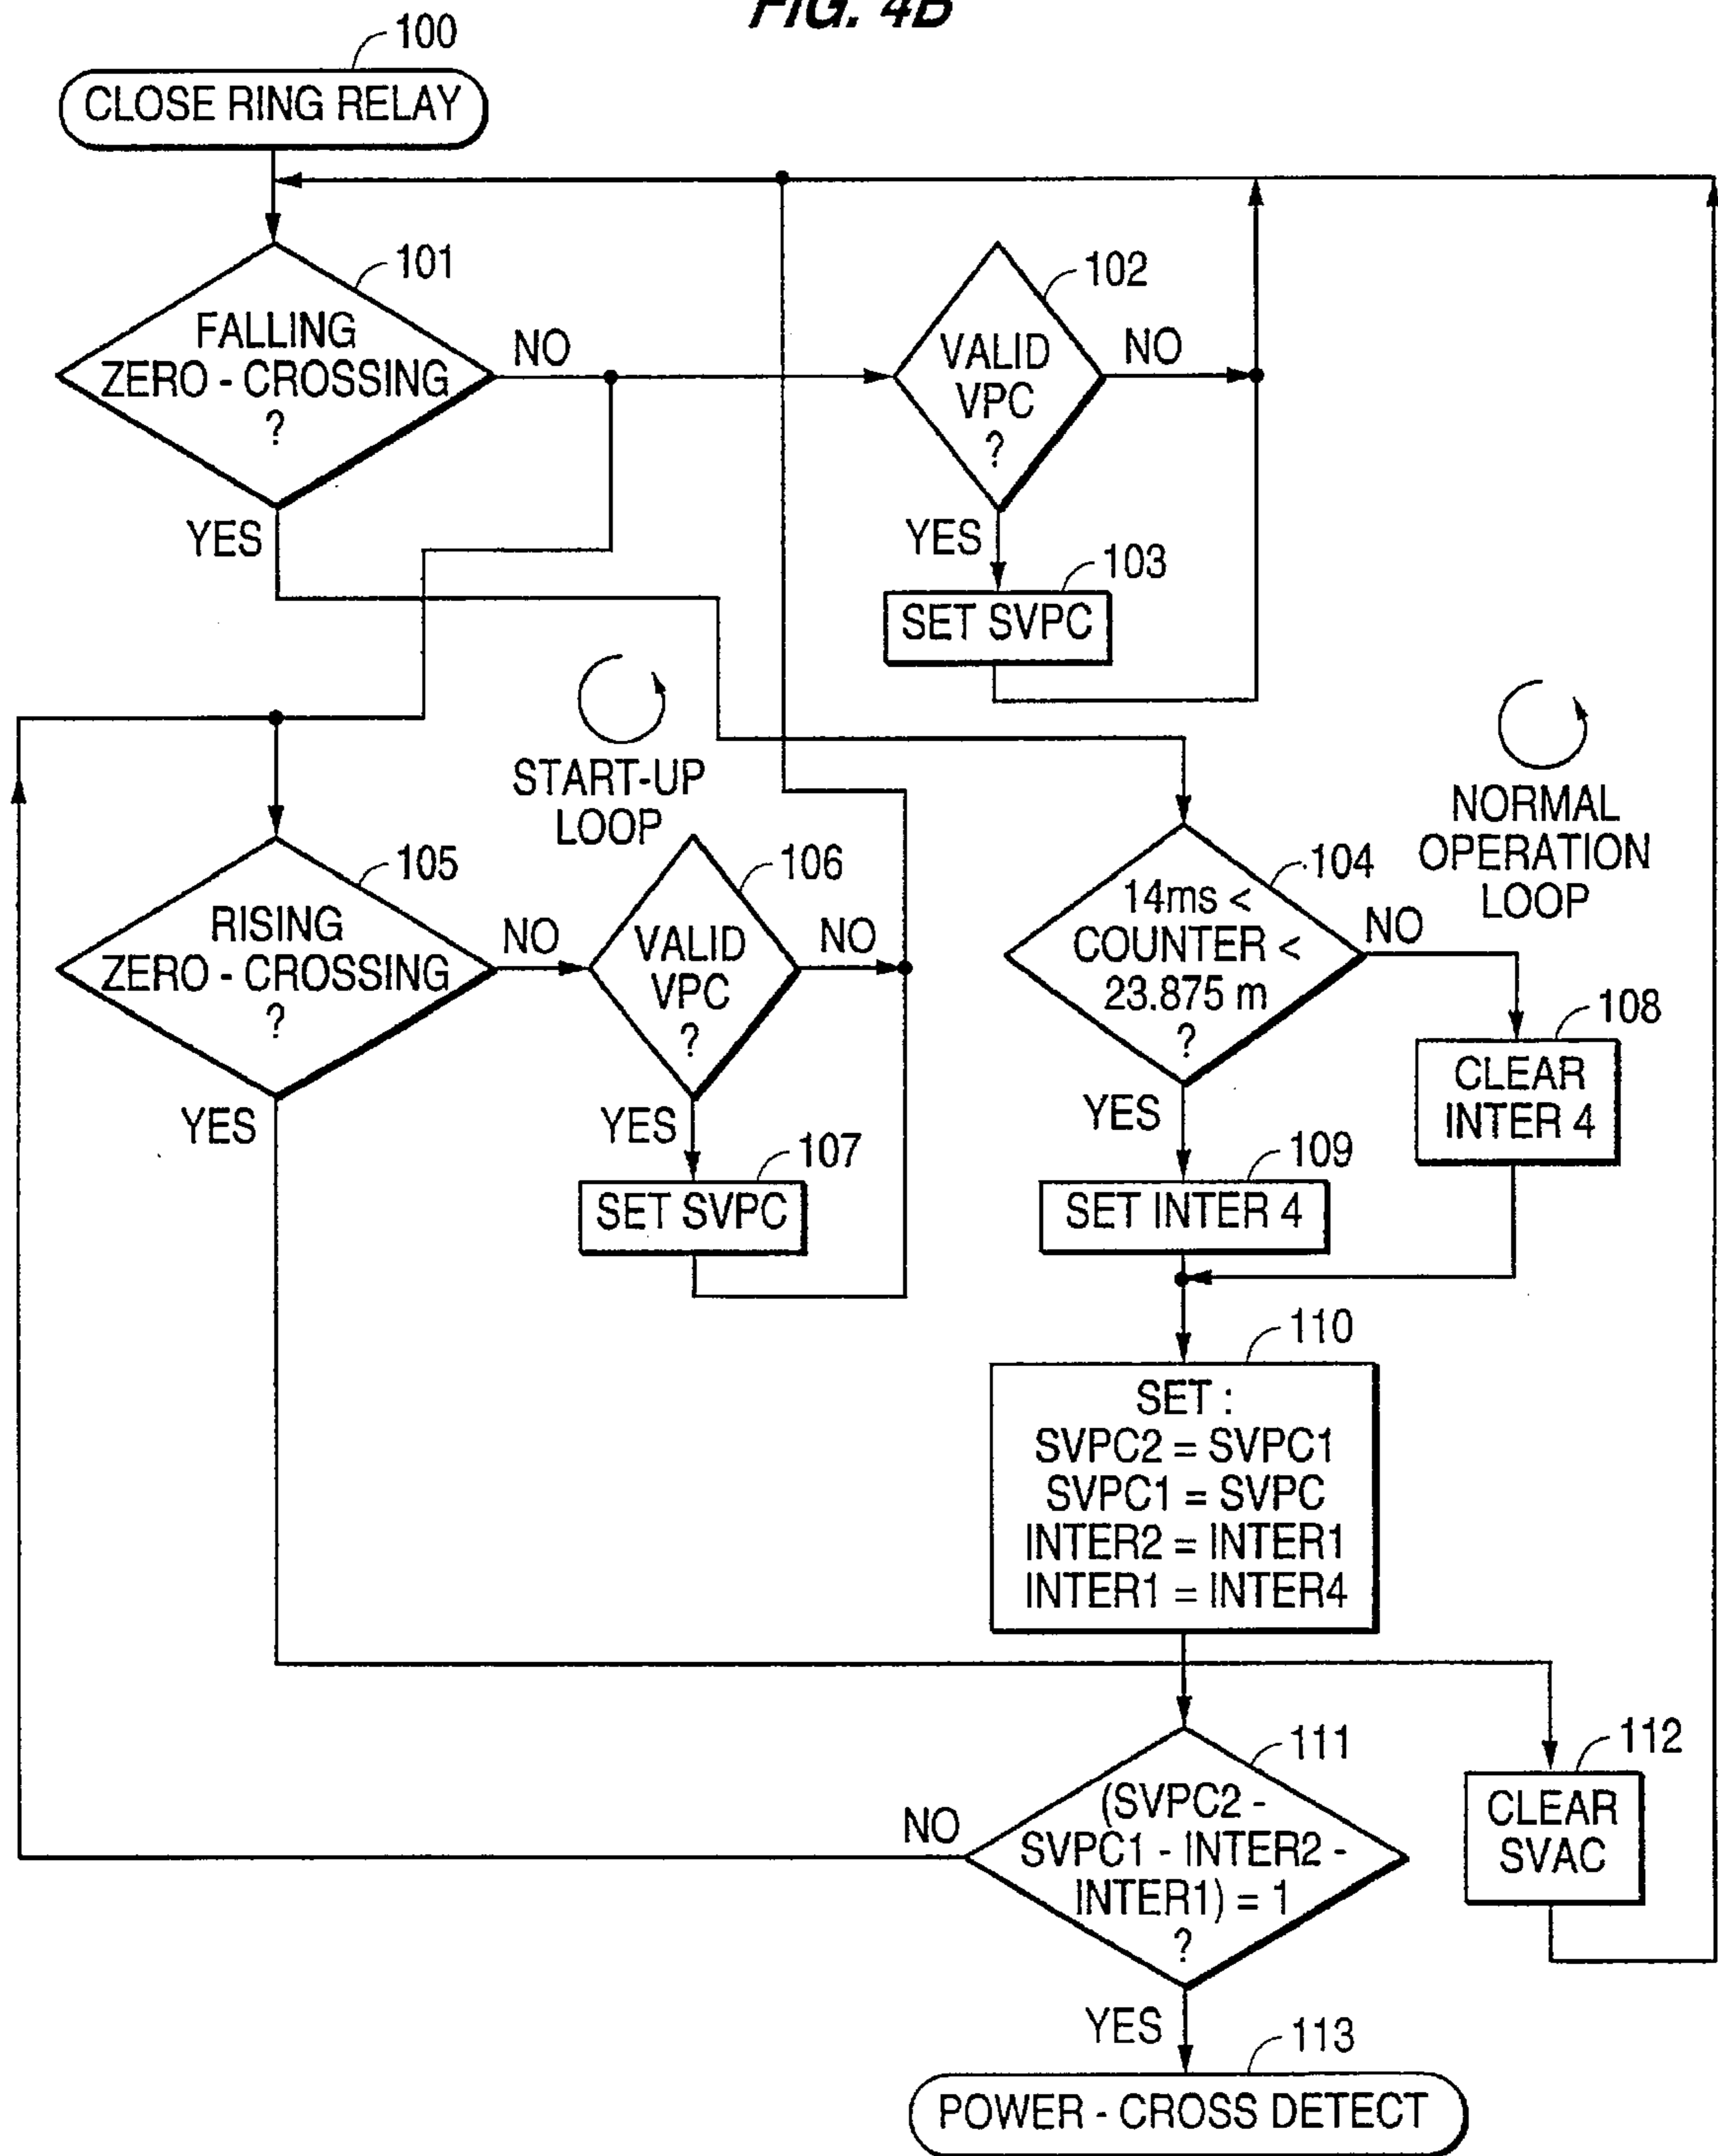 FIG. 4B
100
CLOSE RING RELAY
101
FALLING
ZERO - CROSSING
?
NO
YES
102
VALID
VPC
?
NO
YES
103
SET SVPC
START-UP
LOOP
NORMAL
OPERATION
LOOP
105
RISING
ZERO - CROSSING
?
NO
YES
106
VALID
VPC
?
NO
YES
107
SET SVPC
104
14ms <
COUNTER <
23.875 m
?
NO
YES
108
CLEAR
INTER 4
109
SET INTER 4
110
SET :
SVPC2 = SVPC1
SVPC1 = SVPC
INTER2 = INTER1
INTER1 = INTER4
111
(SVPC2 -
SVPC1 - INTER2 -
INTER1) = 1
?
NO
YES
112
CLEAR
SVAC
113
POWER - CROSS DETECT